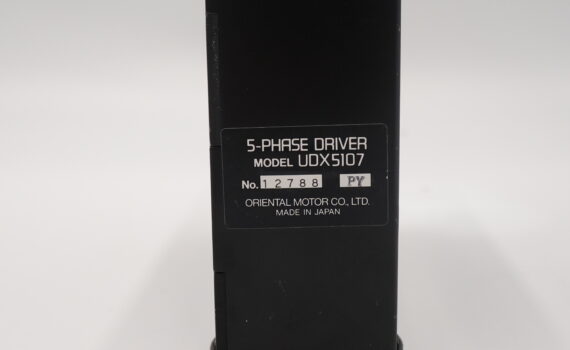 5-PHASE DRIVER
MODEL UDX5107
No. 12788 PY
ORIENTAL MOTOR CO., LTD.
MADE IN JAPAN